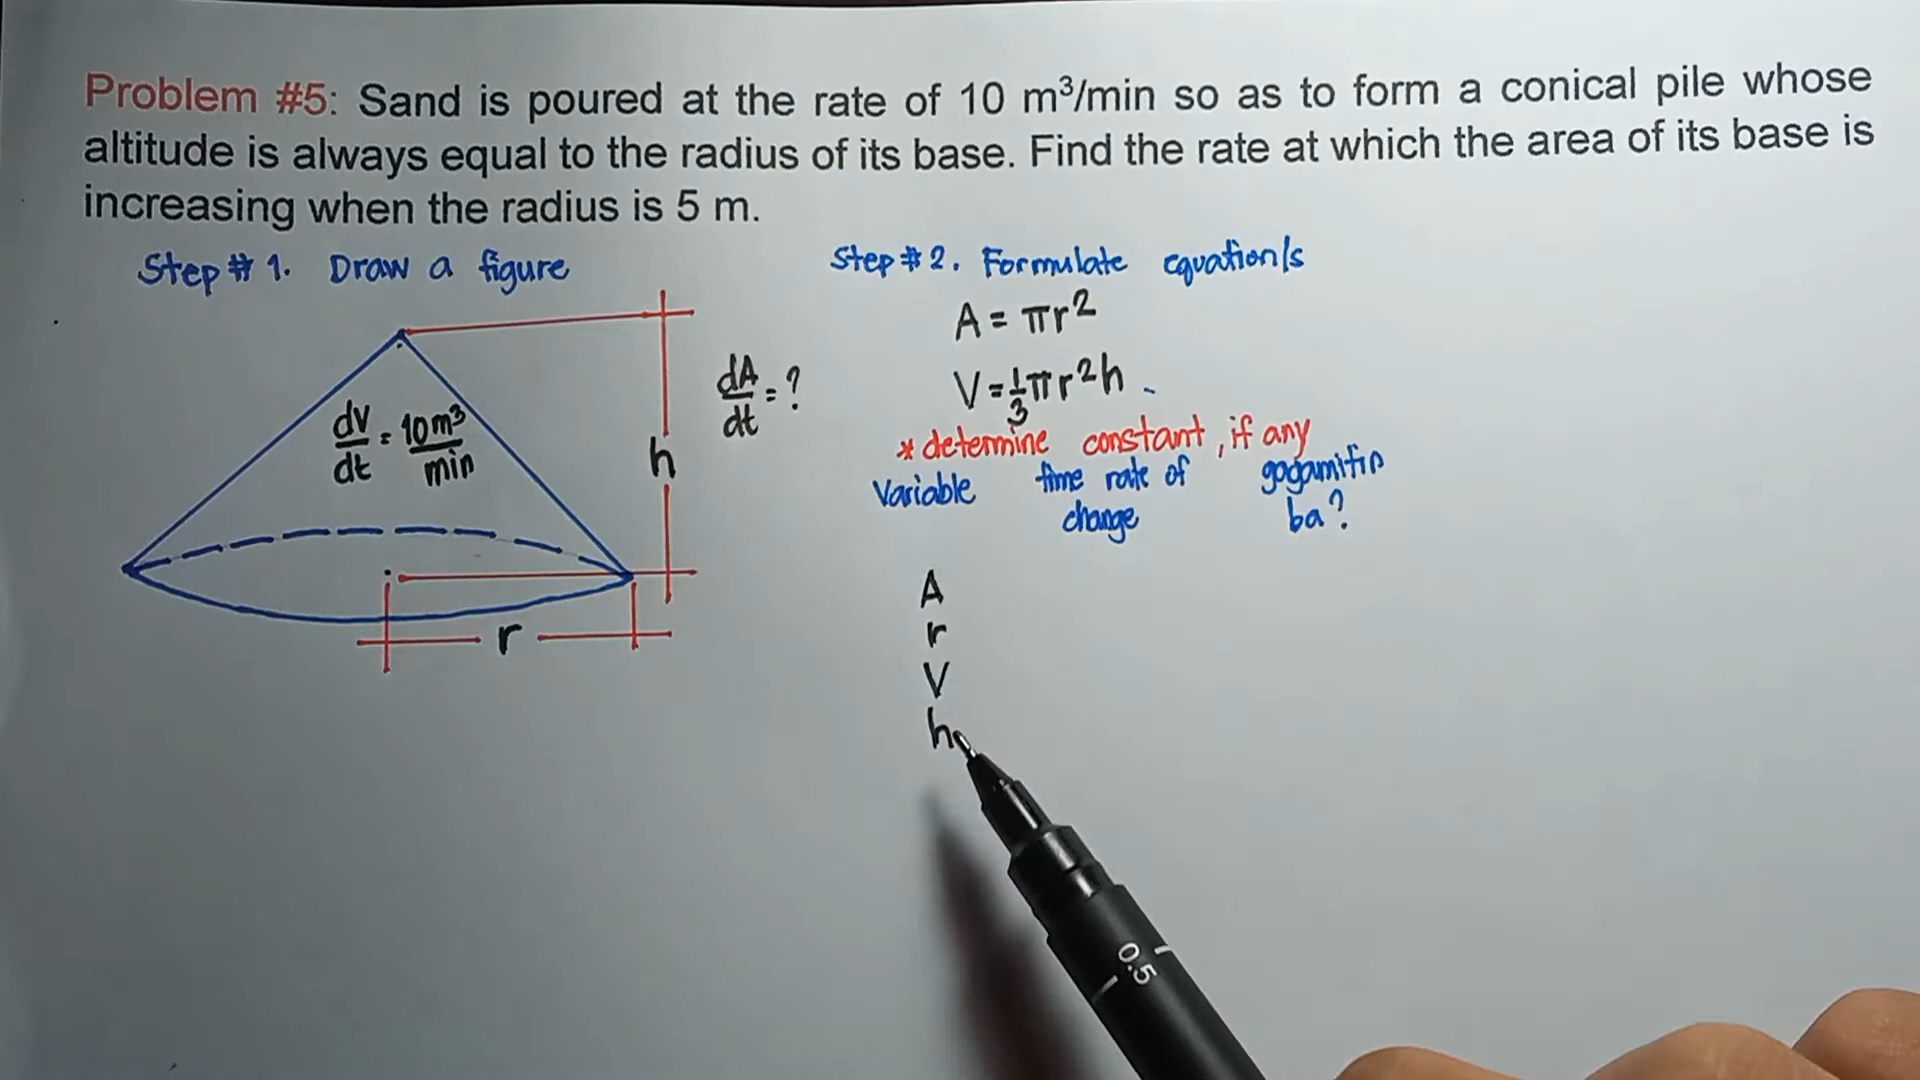 Problem #5: Sand is poured at the rate of 10 m³/min so as to form a conical pile whose
altitude is always equal to the radius of its base. Find the rate at which the area of its base is
increasing when the radius is 5 m.
Step # 1. Draw a figure
dV/dt = 10 m³/min
h
r
dA/dt = ?
Step # 2. Formulate equation/s
A = πr²
V = 1/3 πr²h
* determine constant, if any
Variable
time rate of
change
gagamitin
ba?
A
r
V
h
0.5